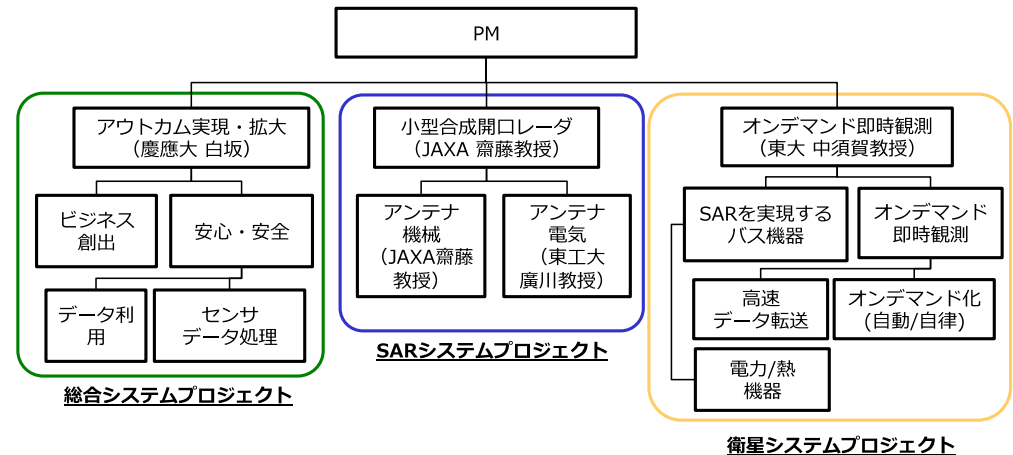 PM
アウトカム実現・拡大
（慶應大 白坂）
ビジネス
創出
安心・安全
データ利
用
センサ
データ処理
総合システムプロジェクト
小型合成開口レーダ
（JAXA 齋藤教授）
アンテナ
機械
（JAXA齋藤
教授）
アンテナ
電気
（東工大
廣川教授）
SARシステムプロジェクト
オンデマンド即時観測
（東大 中須賀教授）
SARを実現する
バス機器
オンデマンド
即時観測
高速
データ転送
オンデマンド化
(自動/自律)
電力/熱
機器
衛星システムプロジェクト